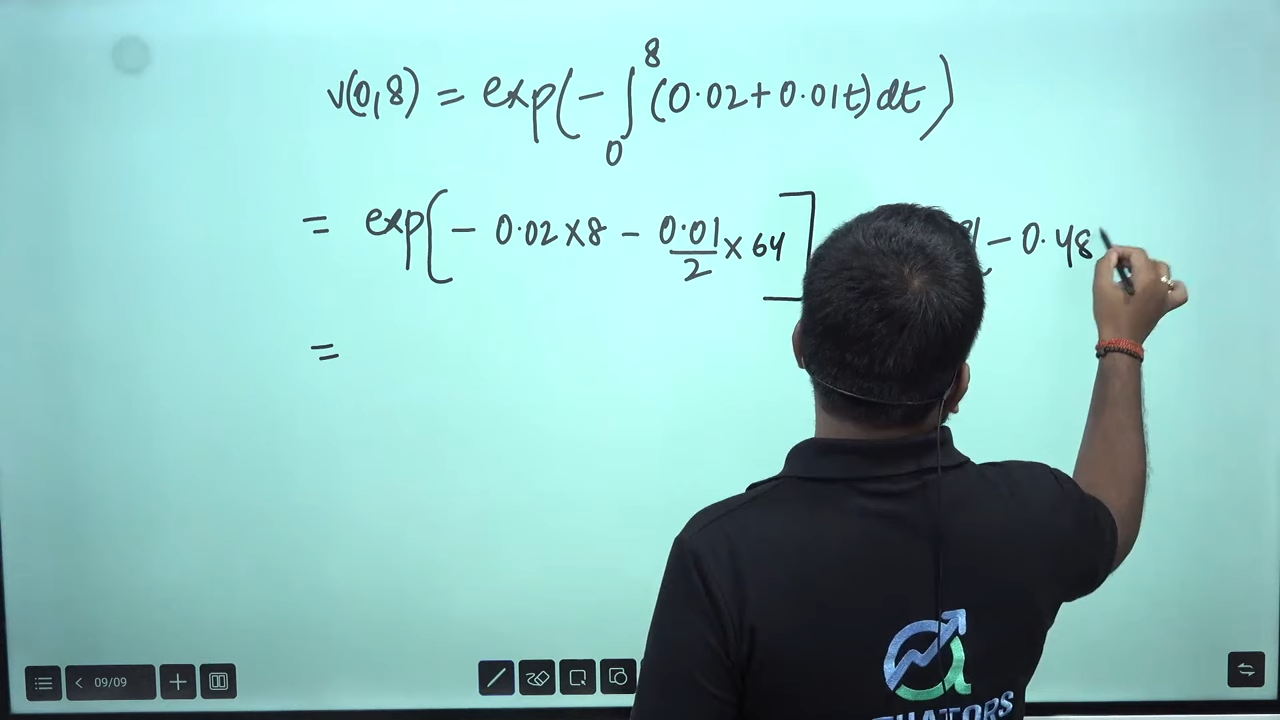 v(0,8) = exp(- ∫₀⁸ (0.02+0.01t)dt)
= exp[- 0.02×8 - 0.01/2 × 64] - 0.48
=
09/09